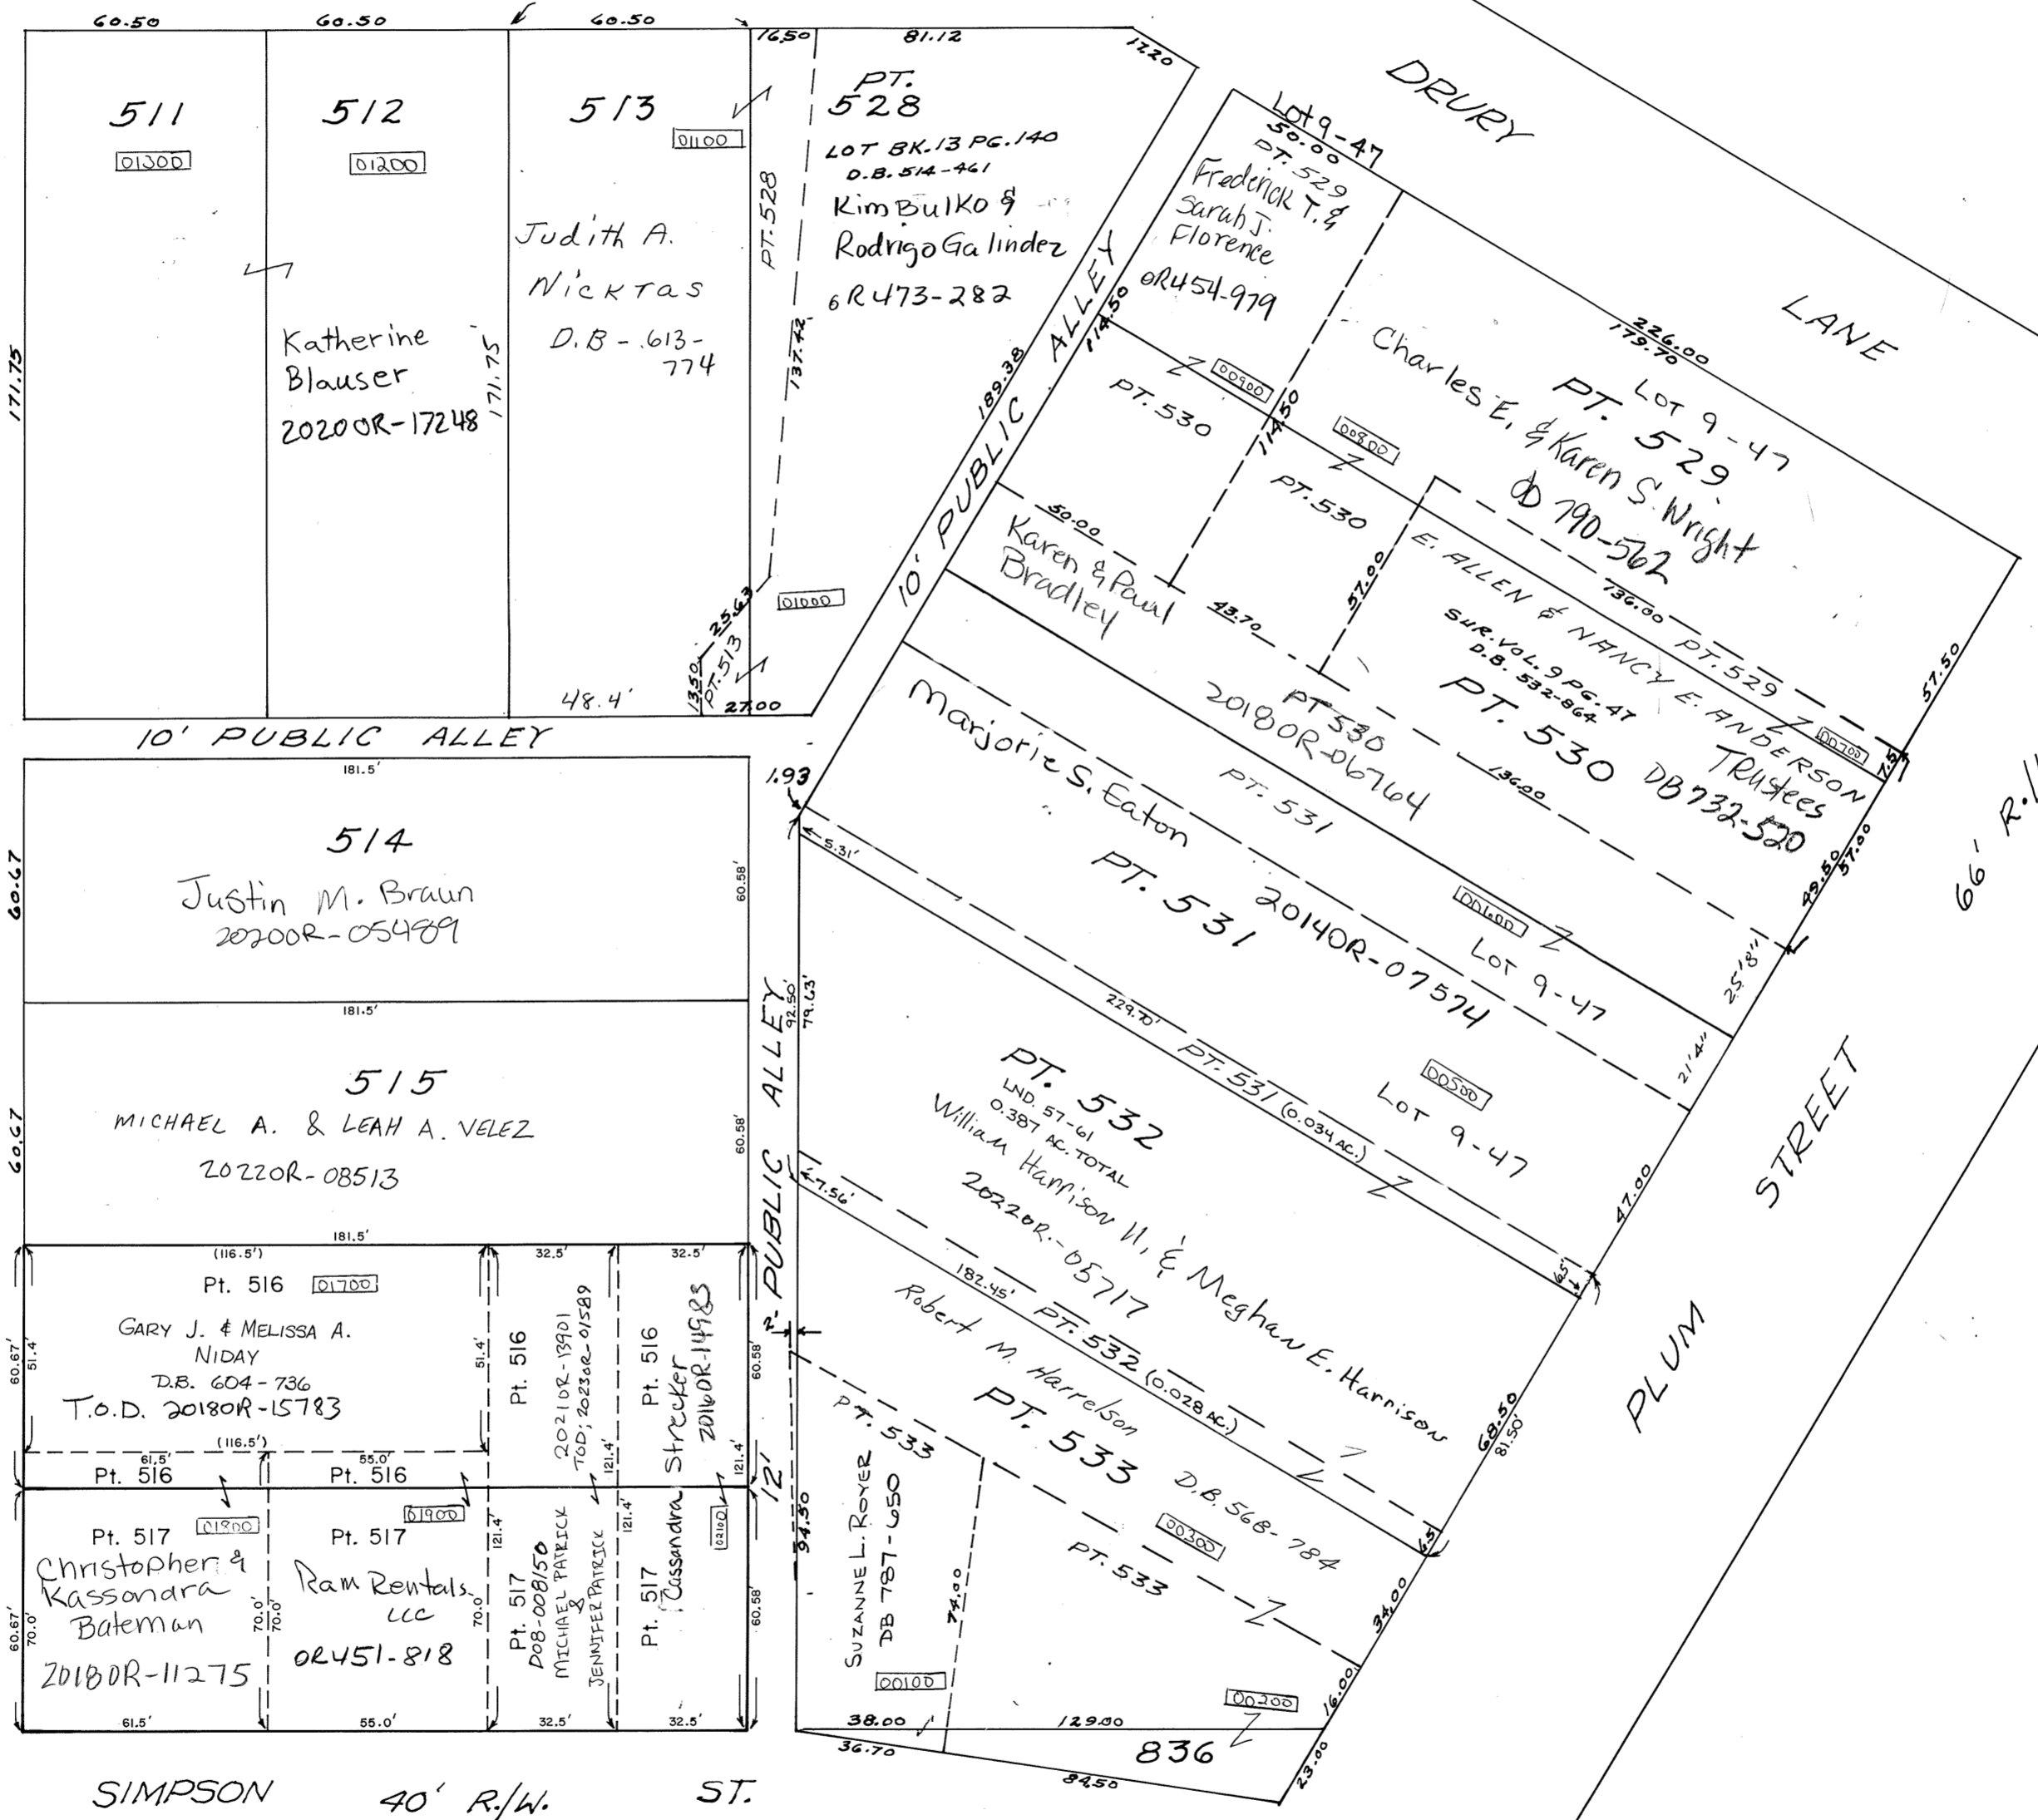 60.50
60.50
60.50
16.50
81.12
17.20
511
01300
512
01200
513
01100
PT. 528
PT.
528
LOT BK.13 PG.140
D.B. 514-461
Kim Bulko &
Rodrigo Galindez
OR473-282
Judith A.
Nicktas
D.B-.613-
774
Katherine
Blauser
2020OR-17248
171.75
171.75
137.42
189.38
25.63
13.50
PT.513
01000
48.4'
27.00
10' PUBLIC ALLEY
10' PUBLIC ALLEY
114.50
DRURY
LANE
Lot 9-47
50.00
PT. 529
Frederick T. &
Sarah J.
Florence
OR454-979
226.00
179.70
LOT 9-47
PT. 529
Charles E. & Karen S. Wright
OD 790-562
00900
PT. 530
00800
114.50
PT. 530
50.00
Karen & Paul
Bradley
43.70
57.00
736.00
PT. 529
E. ALLEN & NANCY E. ANDERSON
Trustees
DB 732-520
SUR. VOL. 9 PG. 47
D.B. 532-864
PT. 530
00700
57.50
7.5
PT 530
2018OR-06764
136.00
49.50
57.00
PT. 531
00600
LOT 9-47
25'8"
21'4"
Marjorie S. Eaton
2014OR-07574
PT. 531
00500
LOT 9-47
47.00
66' R.
PLUM STREET
1.93
5.31'
229.70'
PT. 531 (0.034 AC.)
6.5'
PT. 532
LND. 57-61
0.387 AC. TOTAL
William Harrison H. & Meghan E. Harrison
2022OR-05717
92.50'
79.63'
7.56'
182.45'
PT. 532 (0.028 AC.)
68.50
81.50'
6.5'
Robert M. Harrelson
PT. 533
D.B. 568-784
00300
PT. 533
PT. 533
34.00
16.00
SUZANNE L. ROYER
DB 787-650
74.00
00100
00200
38.00
129.00
36.70
836
84.50
23.00
2'
94.50
12' PUBLIC ALLEY
181.5'
514
Justin M. Braun
2020OR-05489
60.67
60.58'
181.5'
515
MICHAEL A. & LEAH A. VELEZ
2022OR-08513
60.67
60.58'
181.5'
(116.5')
32.5'
32.5'
Pt. 516
01700
GARY J. & MELISSA A.
NIDAY
D.B. 604-736
T.O.D. 2018OR-15783
60.67'
51.4'
51.4'
(116.5')
61.5'
55.0'
Pt. 516
Pt. 516
Pt. 516
2021OR-13901
TOD; 2023OR-01589
121.4'
Pt. 516
2016OR-14983
121.4'
60.58'
Pt. 517
01800
Christopher &
Kassondra
Bateman
2018OR-11275
60.67'
70.0'
70.0'
70.0'
Pt. 517
01900
Ram Rentals
LLC
OR451-818
70.0'
121.4'
Pt. 517
D08-008150
MICHAEL PATRICK
&
JENNIFER PATRICK
121.4'
Pt. 517
Cassandra Strecker
02100
60.58'
61.5'
55.0'
32.5'
32.5'
SIMPSON 40' R./W. ST.